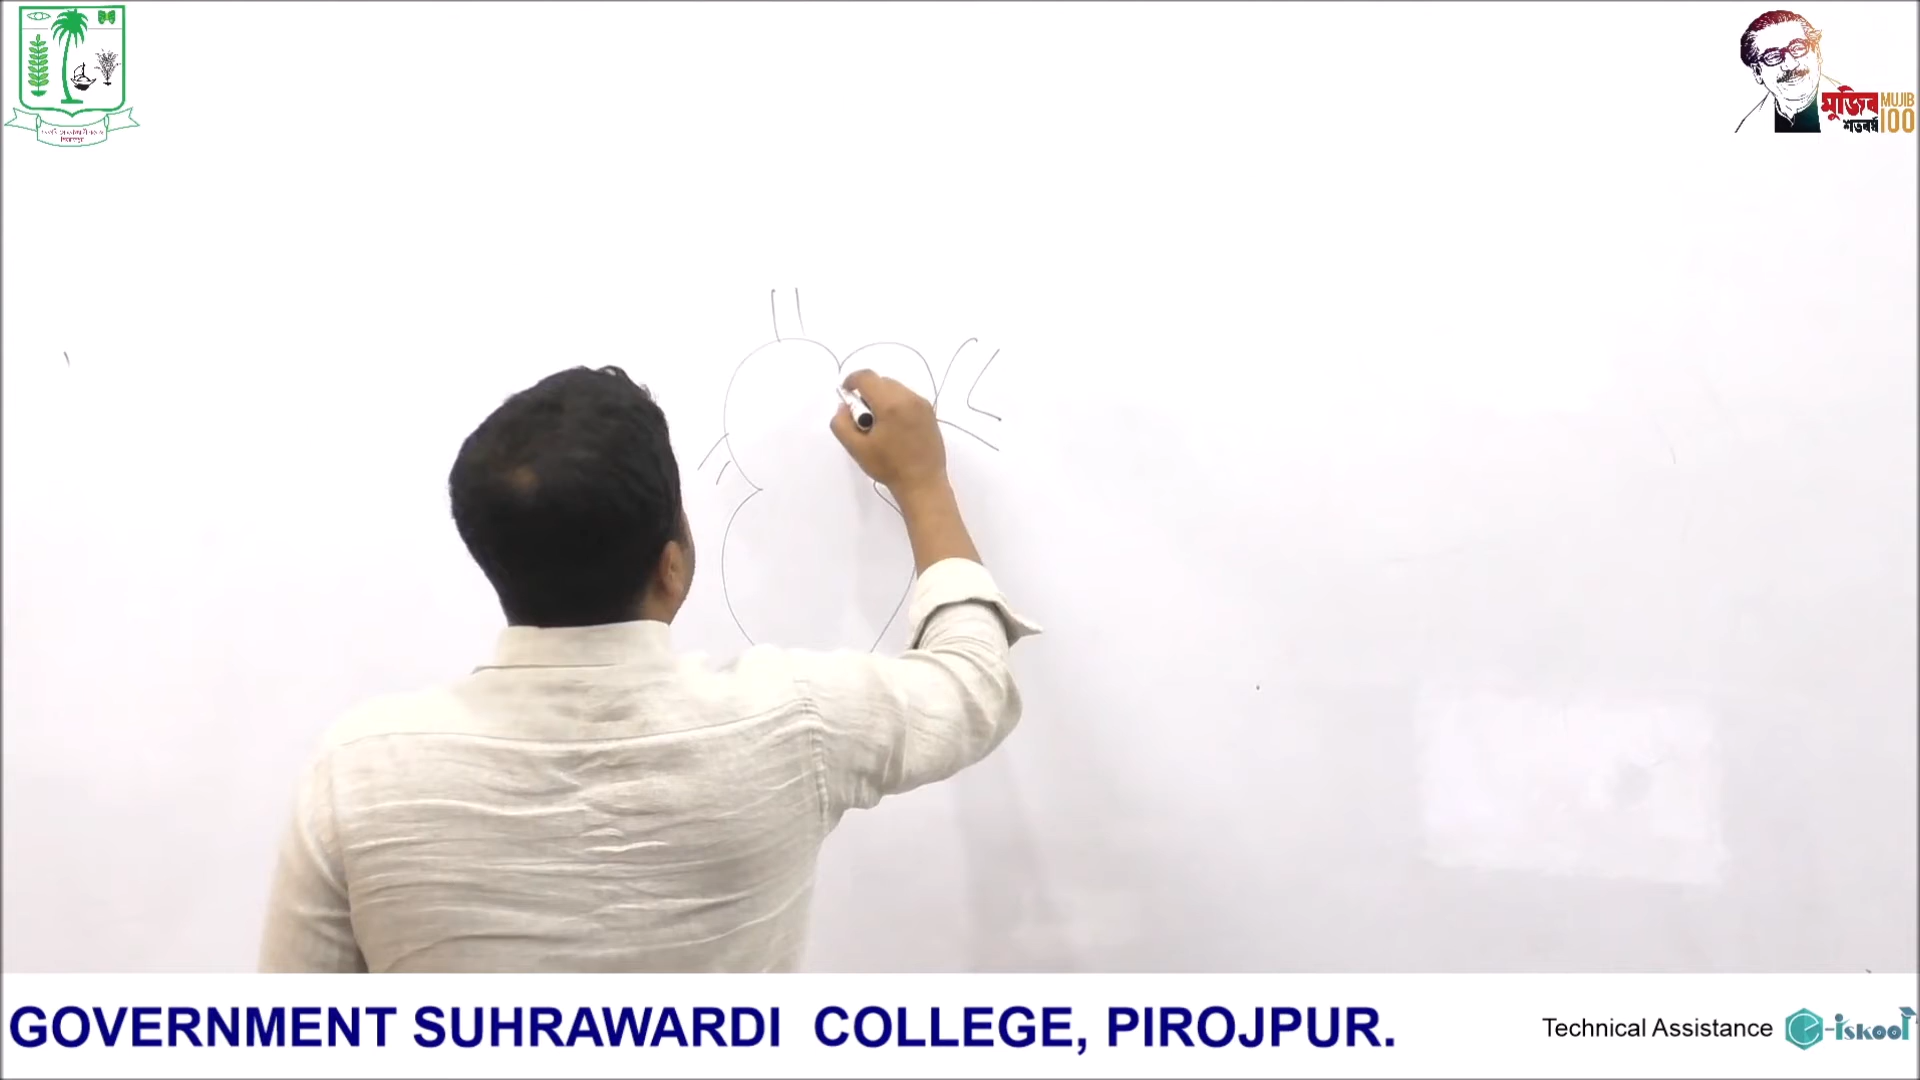 মুজিব
শতবর্ষ
MUJIB
100
GOVERNMENT SUHRAWARDI COLLEGE, PIROJPUR.
Technical Assistance e-iskool